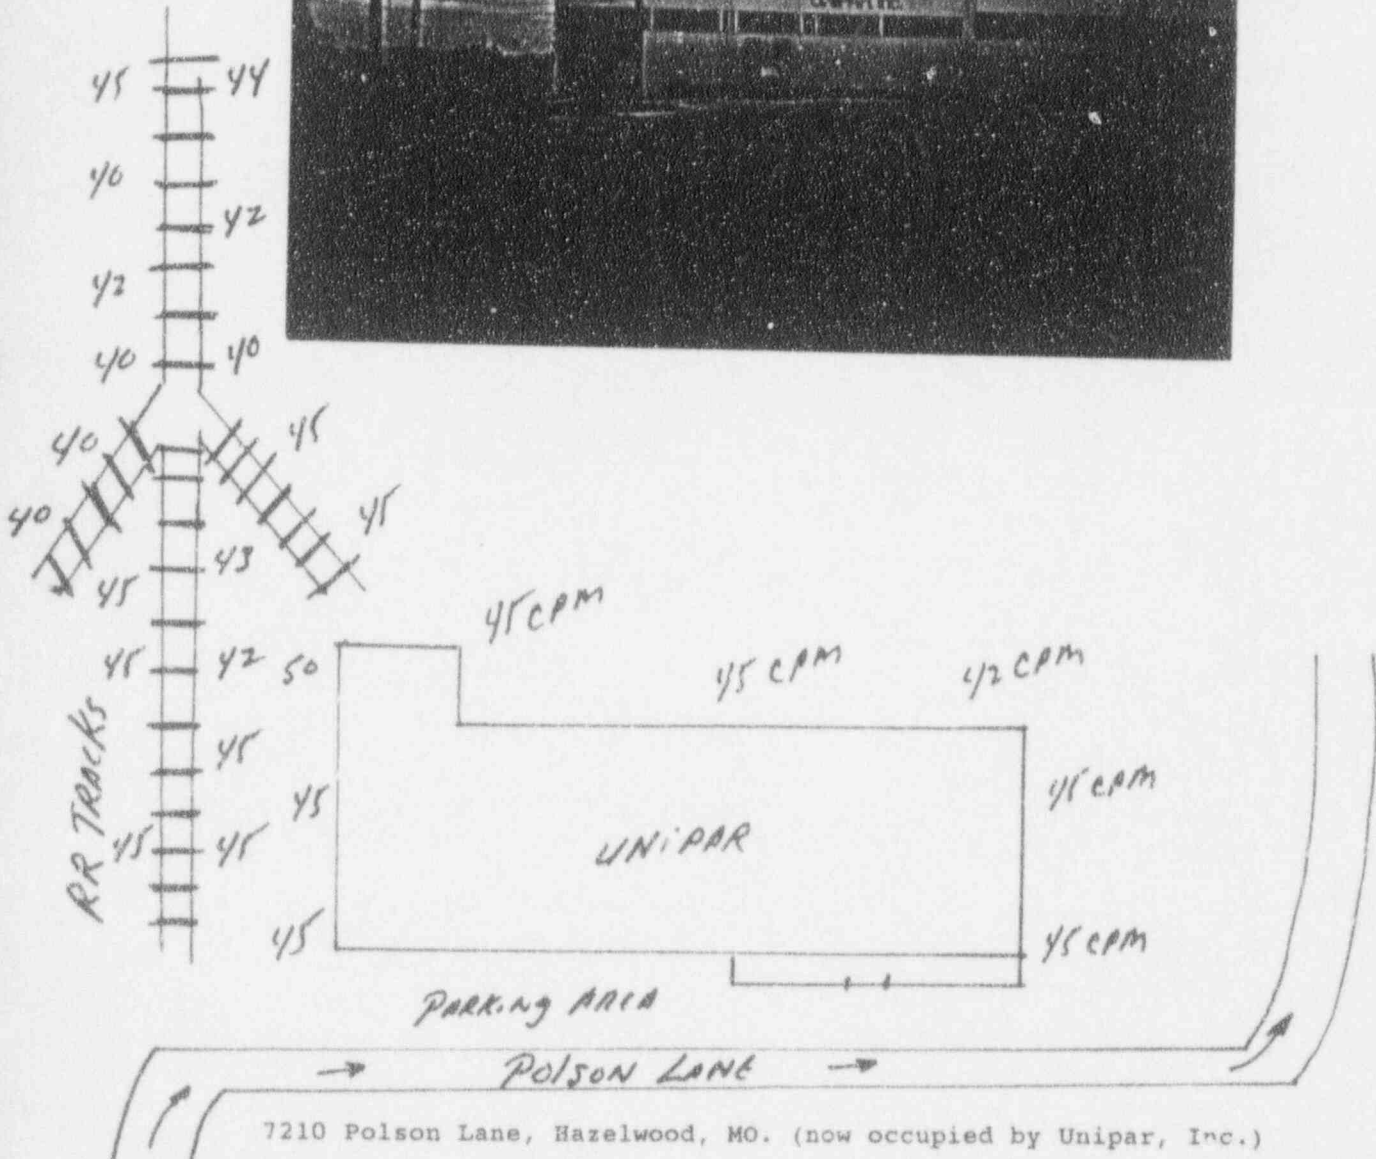 45 44
40
42
42
40 40
40 45
40 45
43
45
45 CPM
45 42 50 45 CPM 42 CPM
RR TRACKS
45
45 45 CPM
45 45
UNiPAR
45 45 CPM
PARKING AREA
POLSON LANE
7210 Polson Lane, Hazelwood, MO. (now occupied by Unipar, Inc.)